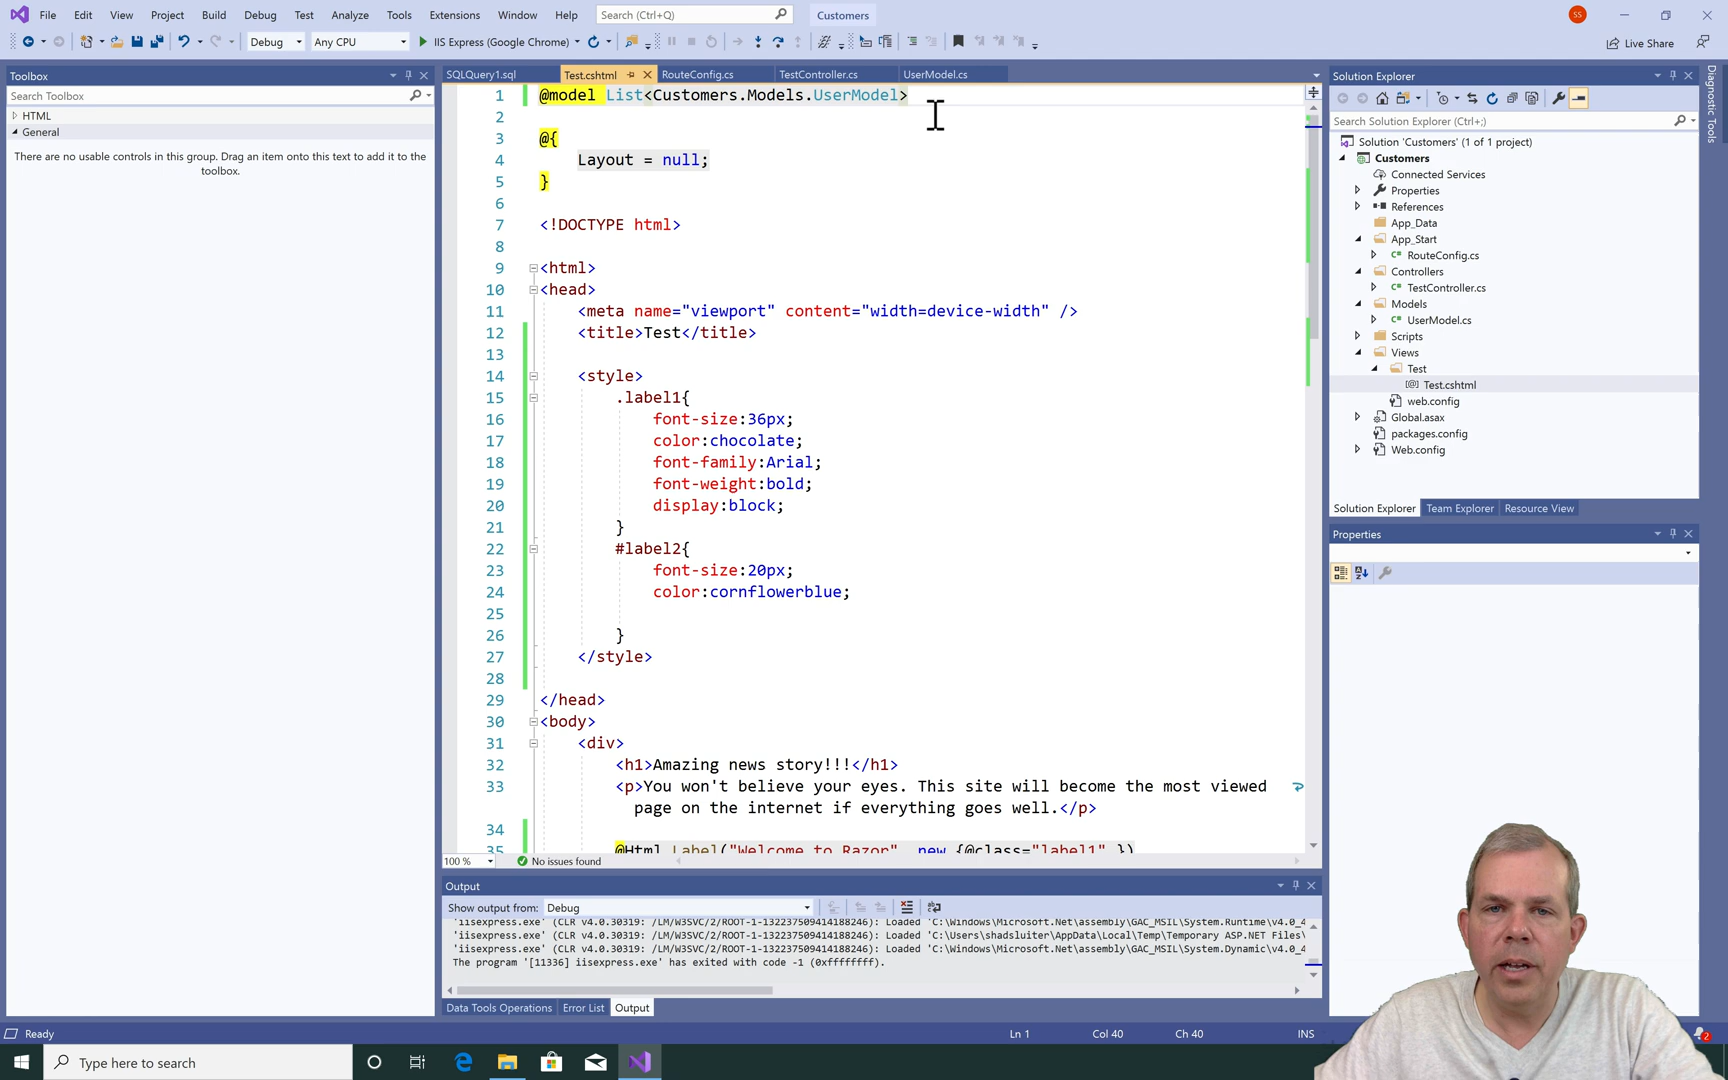 File Edit View Project Build Debug Test Analyze Tools Extensions Window Help Search (Ctrl+Q) Customers SS
Debug Any CPU IIS Express (Google Chrome) Live Share
Toolbox
Search Toolbox
HTML
General
There are no usable controls in this group. Drag an item onto this text to add it to the
toolbox.
SQLQuery1.sql Test.cshtml RouteConfig.cs TestController.cs UserModel.cs
1 @model List<Customers.Models.UserModel>
2
3 @{
4 Layout = null;
5 }
6
7 <!DOCTYPE html>
8
9 <html>
10 <head>
11 <meta name="viewport" content="width=device-width" />
12 <title>Test</title>
13
14 <style>
15 .label1{
16 font-size:36px;
17 color:chocolate;
18 font-family:Arial;
19 font-weight:bold;
20 display:block;
21 }
22 #label2{
23 font-size:20px;
24 color:cornflowerblue;
25
26 }
27 </style>
28
29 </head>
30 <body>
31 <div>
32 <h1>Amazing news story!!!</h1>
33 <p>You won't believe your eyes. This site will become the most viewed
page on the internet if everything goes well.</p>
34
35 @Html.Label("Welcome to Razor", new {@class="label1" })
100 % No issues found
Solution Explorer
Search Solution Explorer (Ctrl+;)
Solution 'Customers' (1 of 1 project)
Customers
Connected Services
Properties
References
App_Data
App_Start
RouteConfig.cs
Controllers
TestController.cs
Models
UserModel.cs
Scripts
Views
Test
Test.cshtml
web.config
Global.asax
packages.config
Web.config
Solution Explorer Team Explorer Resource View
Properties
Diagnostic Tools
Output
Show output from: Debug
'iisexpress.exe' (CLR v4.0.30319: /LM/W3SVC/2/ROOT-1-132237509414188246): Loaded 'C:\Windows\Microsoft.Net\assembly\GAC_MSIL\System.Runtime\v4.0_4
'iisexpress.exe' (CLR v4.0.30319: /LM/W3SVC/2/ROOT-1-132237509414188246): Loaded 'C:\Users\shadsluiter\AppData\Local\Temp\Temporary ASP.NET Files\
'iisexpress.exe' (CLR v4.0.30319: /LM/W3SVC/2/ROOT-1-132237509414188246): Loaded 'C:\Windows\Microsoft.Net\assembly\GAC_MSIL\System.Dynamic\v4.0_4
The program '[11336] iisexpress.exe' has exited with code -1 (0xffffffff).
Data Tools Operations Error List Output
Ready Ln 1 Col 40 Ch 40 INS 2
Type here to search